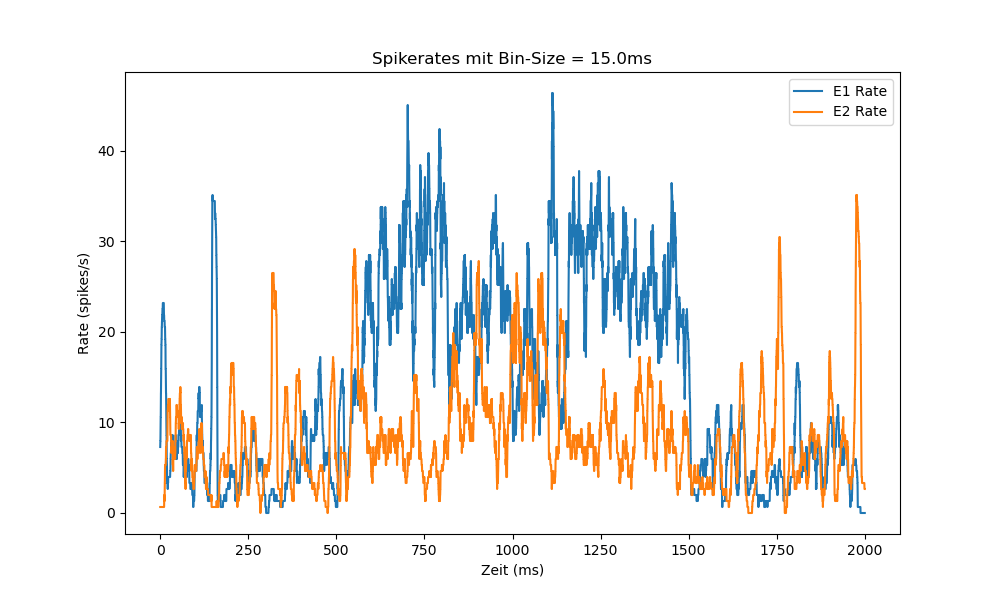 Spikerates mit Bin-Size = 15.0ms
E1 Rate
E2 Rate
Rate (spikes/s)
40
30
20
10
0
0 250 500 750 1000 1250 1500 1750 2000
Zeit (ms)